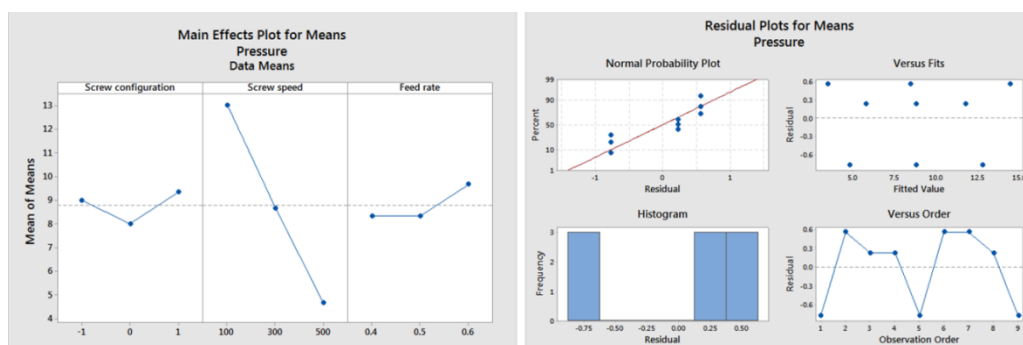 Main Effects Plot for Means
Pressure
Data Means
Screw configuration Screw speed Feed rate
Mean of Means
13
12
11
10
9
8
7
6
5
4
-1 0 1 100 300 500 0.4 0.5 0.6
Residual Plots for Means
Pressure
Normal Probability Plot
Percent
99
90
50
10
1
-1 0 1
Residual
Versus Fits
Residual
0.6
0.3
0.0
-0.3
-0.6
5.0 7.5 10.0 12.5 15.0
Fitted Value
Histogram
Frequency
3
2
1
0
-0.75 -0.50 -0.25 0.00 0.25 0.50
Residual
Versus Order
Residual
0.6
0.3
0.0
-0.3
-0.6
1 2 3 4 5 6 7 8 9
Observation Order